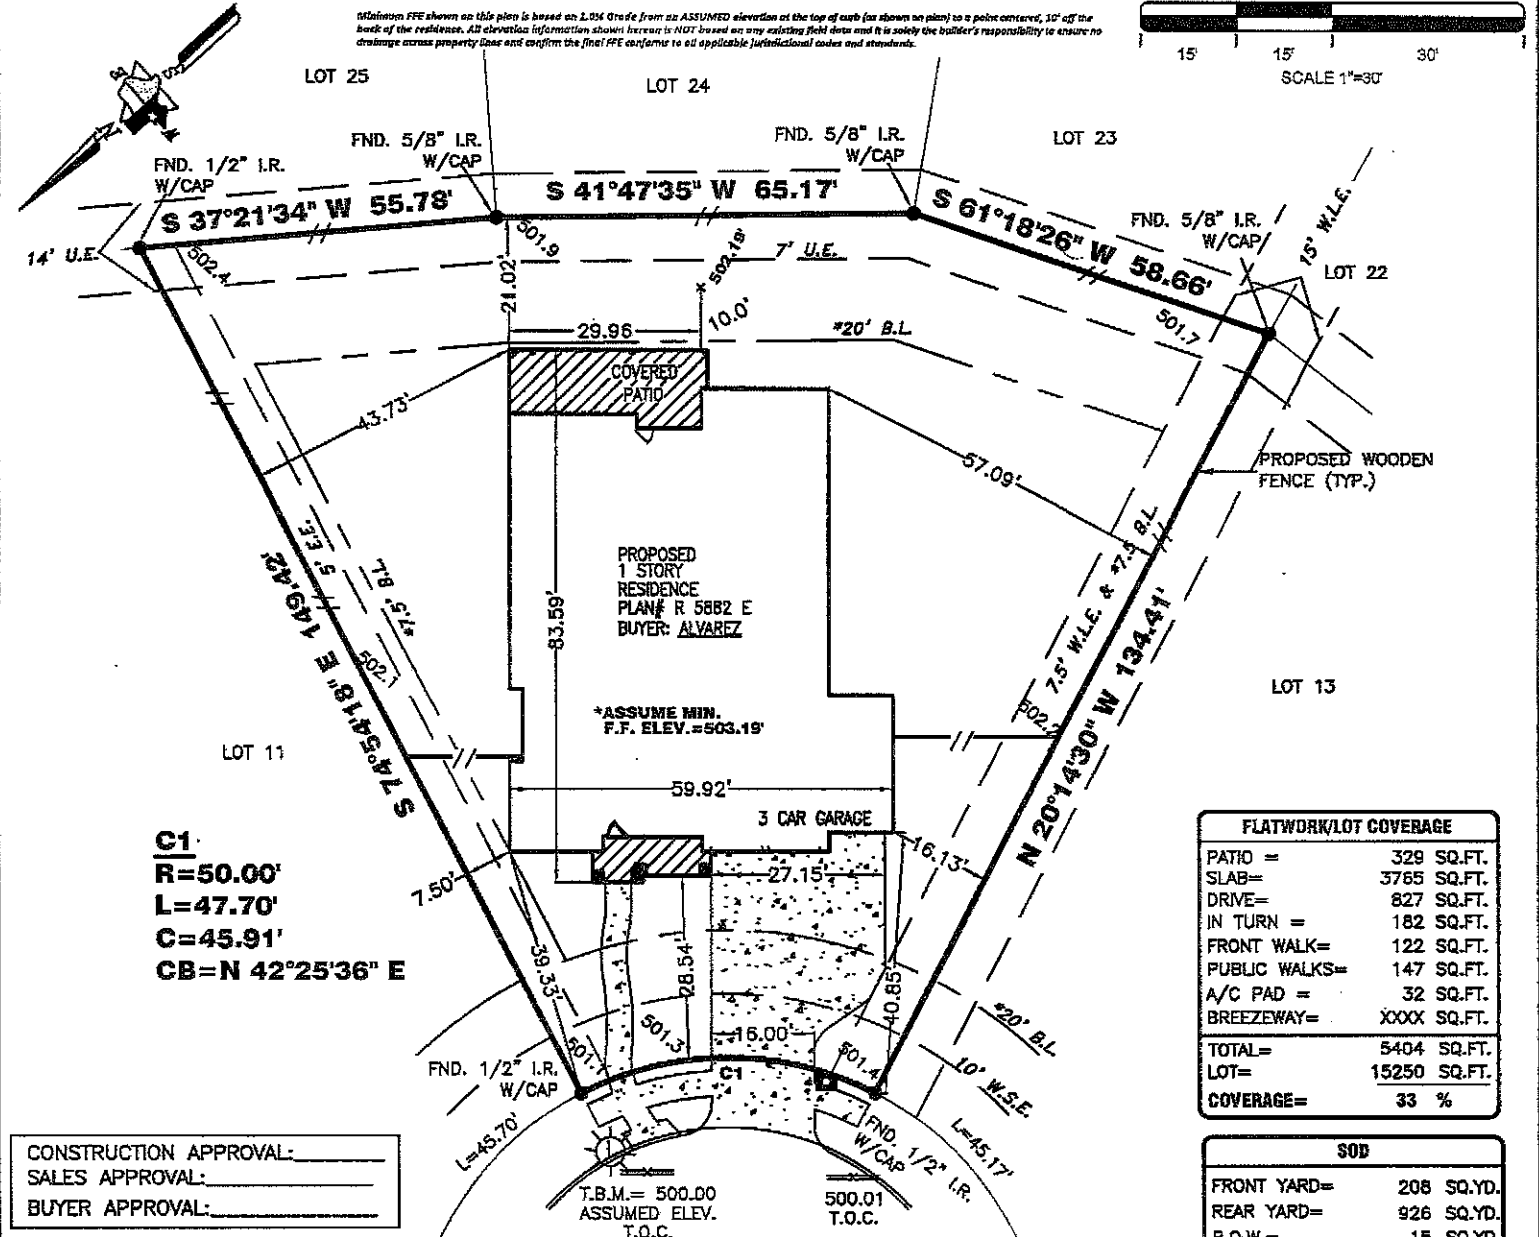 Minimum FFE shown on this plan is based on 2.0% Grade from an ASSUMED elevation at the top of curb (as shown on plan) to a point centered, 10' off the
back of the residence. All elevation information shown hereon is NOT based on any existing field data and it is solely the builder's responsibility to ensure no
drainage across property lines and confirm the final FFE conforms to all applicable jurisdictional codes and standards.
15' 15' 30'
SCALE 1"=30'
LOT 25
LOT 24
LOT 23
LOT 22
FND. 1/2" I.R.
W/CAP
FND. 5/8" I.R.
W/CAP
FND. 5/8" I.R.
W/CAP
FND. 5/8" I.R.
W/CAP
S 37°21'34" W 55.78'
S 41°47'35" W 65.17'
S 61°18'26" W 58.66'
15' W.L.E.
14' U.E.
502.4
501.9
21.02'
502.19'
7' U.E.
501.7
29.96
10.0'
*20' B.L.
COVERED
PATIO
43.73'
57.09'
PROPOSED WOODEN
FENCE (TYP.)
5' E.E.
*7.5' B.L.
S 74°54'18" E 149.42'
502.1
83.59'
PROPOSED
1 STORY
RESIDENCE
PLAN# R 5882 E
BUYER: ALVAREZ
7.5' W.L.E. & *7.5 B.L.
N 20°14'30" W 134.41'
502.2
LOT 13
*ASSUME MIN.
F.F. ELEV.=503.19'
LOT 11
59.92'
3 CAR GARAGE
C1
R=50.00'
L=47.70'
C=45.91'
CB=N 42°25'36" E
7.50'
27.15'
16.13'
39.33'
28.54'
40.85'
501.1
501.3
16.00'
501.4
C1
*20' B.L.
10' W.S.E.
FND. 1/2" I.R.
W/CAP
FND. 1/2" I.R.
W/CAP
L=45.70'
L=45.17'
T.B.M.= 500.00
ASSUMED ELEV.
T.O.C.
500.01
T.O.C.
CONSTRUCTION APPROVAL:
SALES APPROVAL:
BUYER APPROVAL:
FLATWORK/LOT COVERAGE
PATIO = 329 SQ.FT.
SLAB= 3765 SQ.FT.
DRIVE= 827 SQ.FT.
IN TURN = 182 SQ.FT.
FRONT WALK= 122 SQ.FT.
PUBLIC WALKS= 147 SQ.FT.
A/C PAD = 32 SQ.FT.
BREEZEWAY= XXXX SQ.FT.
TOTAL= 5404 SQ.FT.
LOT= 15250 SQ.FT.
COVERAGE= 33 %
SOD
FRONT YARD= 208 SQ.YD.
REAR YARD= 926 SQ.YD.
R.O.W.= 15 SQ.YD.